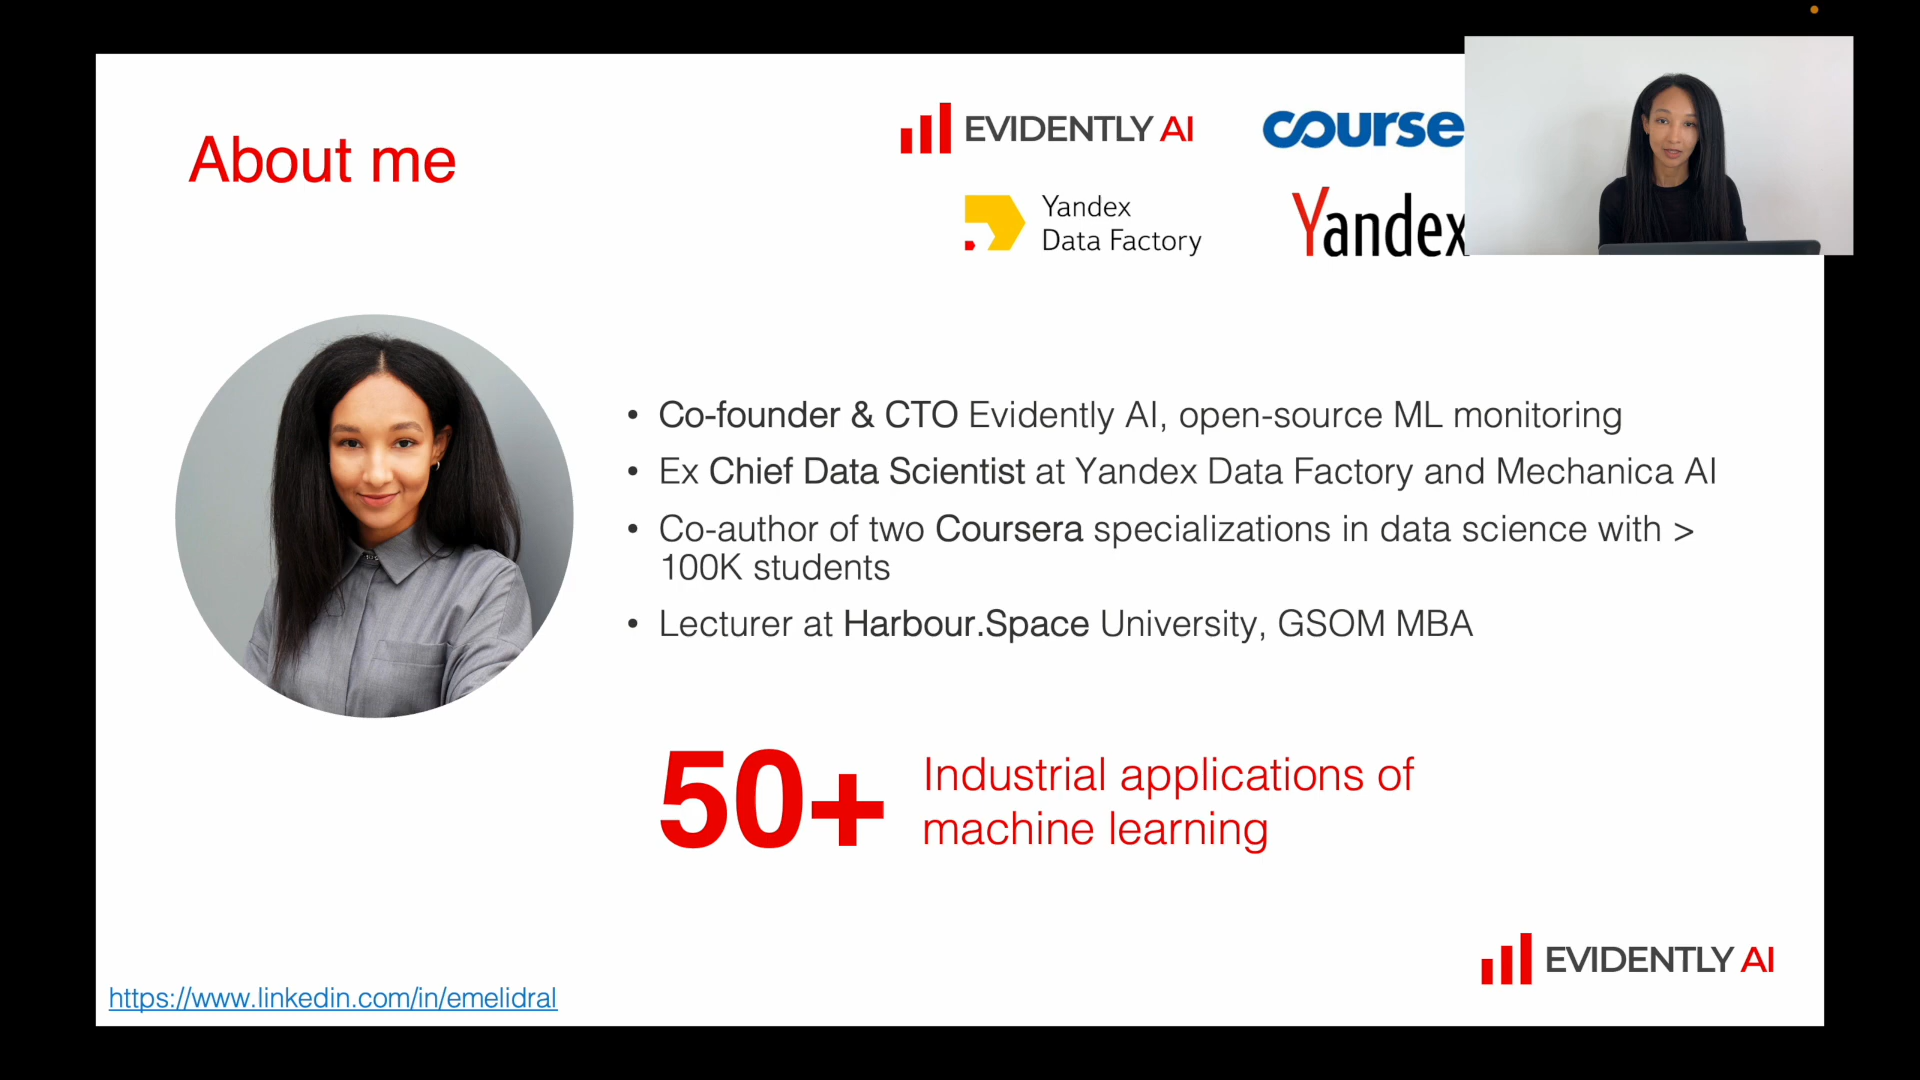 About me
EVIDENTLY AI
course
Yandex
Data Factory
Yandex
• Co-founder & CTO Evidently AI, open-source ML monitoring
• Ex Chief Data Scientist at Yandex Data Factory and Mechanica AI
• Co-author of two Coursera specializations in data science with >
100K students
• Lecturer at Harbour.Space University, GSOM MBA
50+
Industrial applications of
machine learning
EVIDENTLY AI
https://www.linkedin.com/in/emelidral